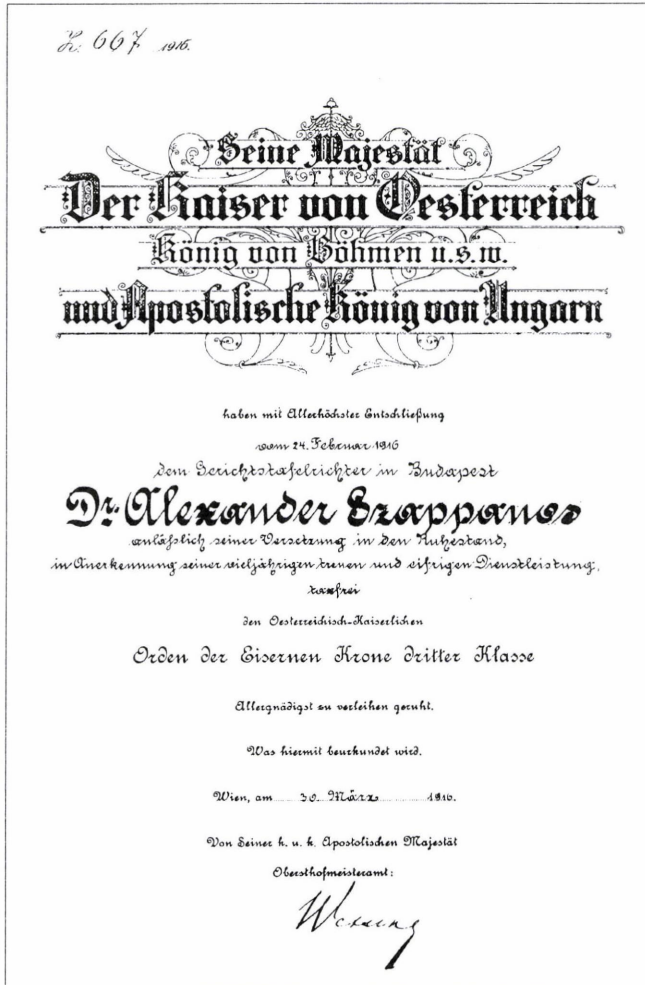 Z. 667 1916.
Seine Majestät
Der Kaiser von Oesterreich
König von Böhmen u.s.w.
und Apostolische König von Ungarn
haben mit Allerhöchster Entschließung
vom 24. Februar 1916
dem Gerichtstafelrichter in Budapest
Dr. Alexander Szappanos
anläßlich seiner Versetzung in den Ruhestand,
in Anerkennung seiner vieljährigen treuen und eifrigen Dienstleistung,
taxfrei
den Oesterreichisch-Kaiserlichen
Orden der Eisernen Krone dritter Klasse
Allergnädigst zu verleihen geruht.
Was hiermit beurkundet wird.
Wien, am 30. März 1916.
Von Seiner k. u. k. Apostolischen Majestät
Obersthofmeisteramt: